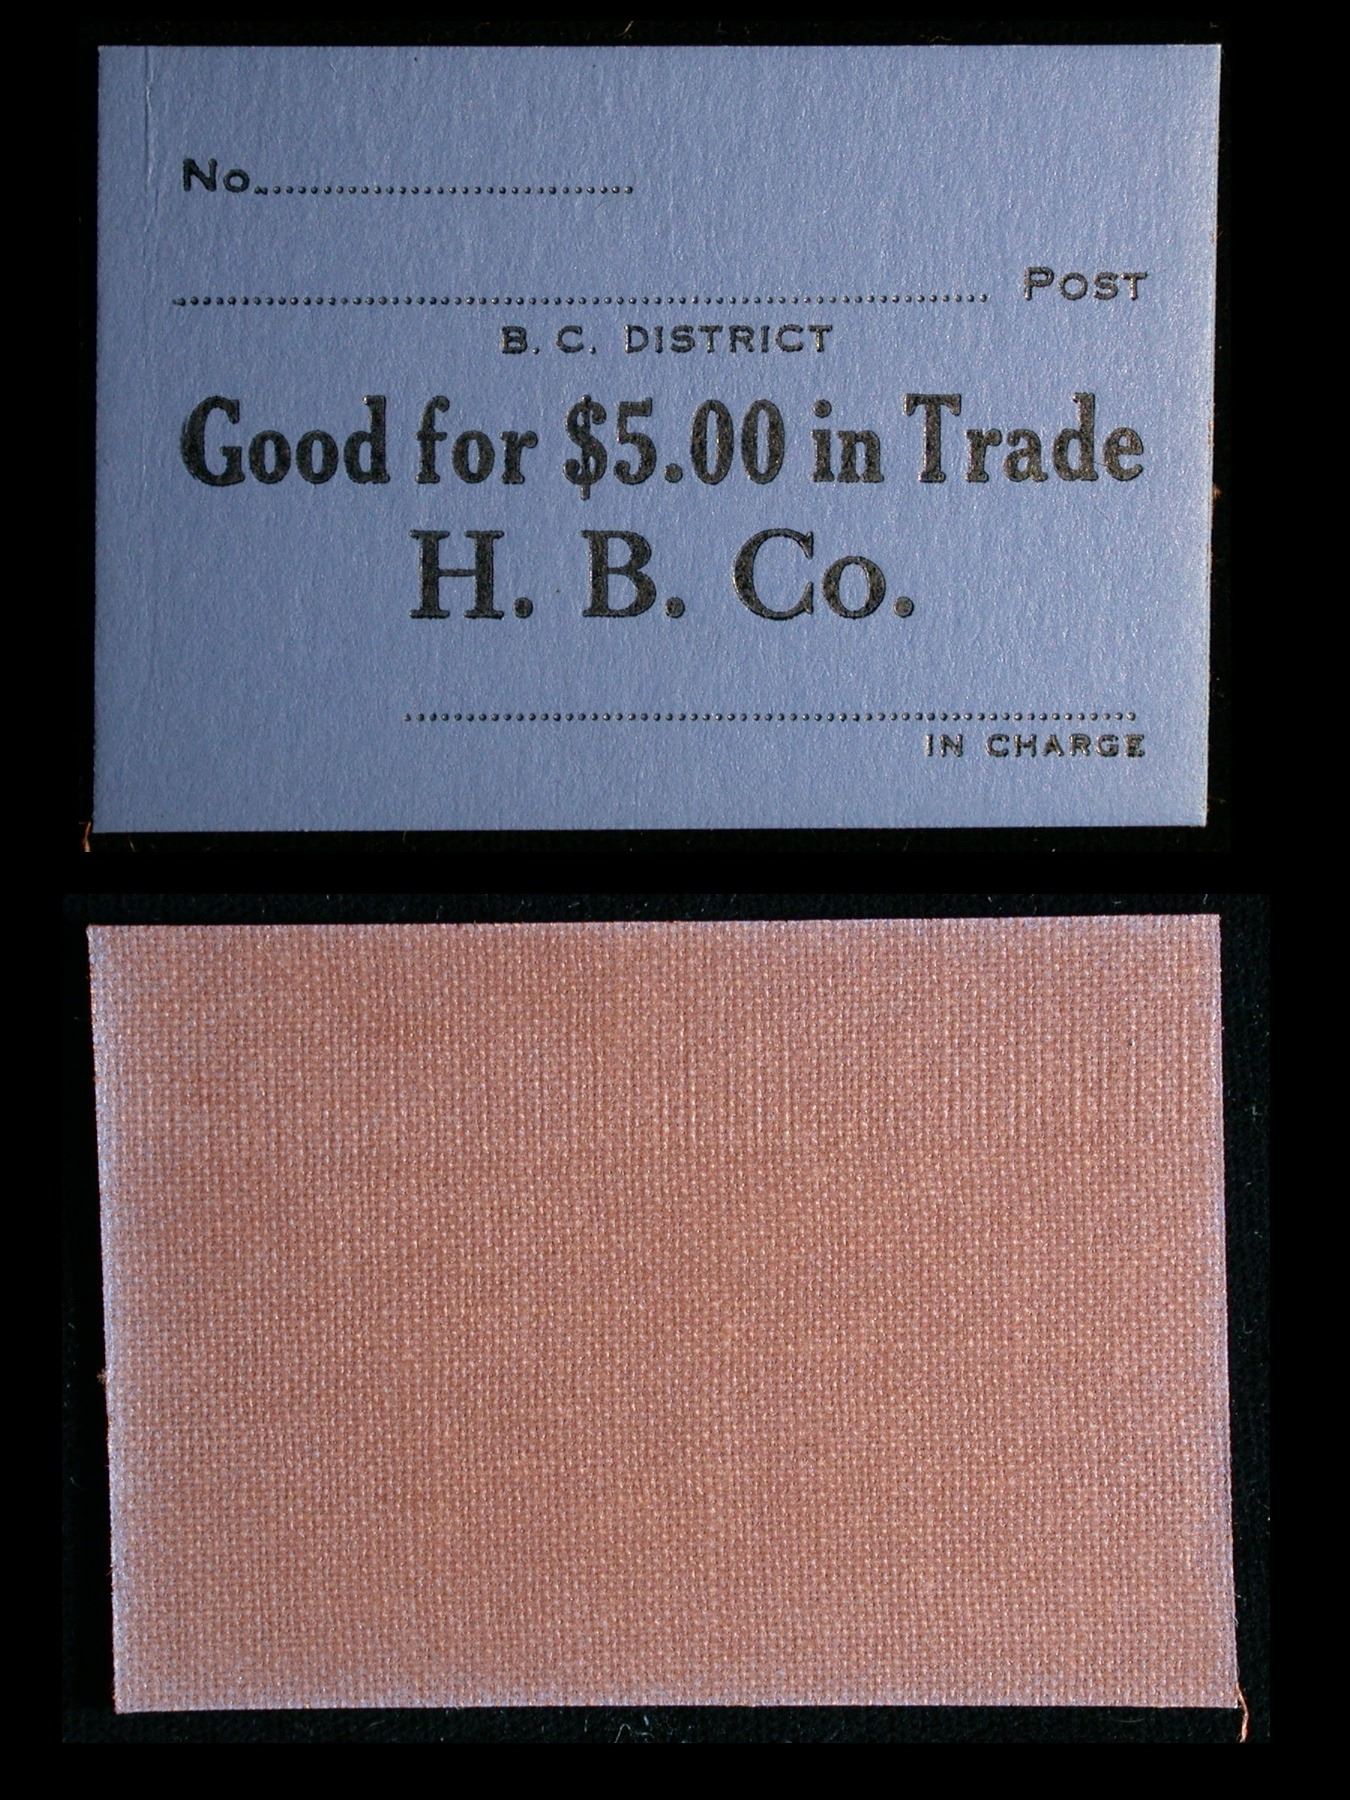 No..............................
.................................................................. POST
B. C. DISTRICT
Good for $5.00 in Trade
H. B. Co.
............................................................
IN CHARGE